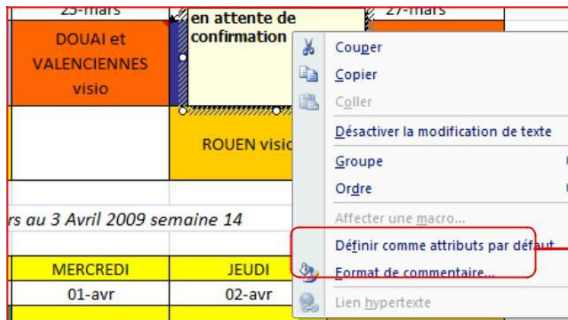 25-mars
27-mars
en attente de
confirmation
DOUAI et
VALENCIENNES
visio
ROUEN visio
Couper
Copier
Coller
Désactiver la modification de texte
Groupe
Ordre
Affecter une macro...
Définir comme attributs par défaut
Format de commentaire...
Lien hypertexte
rs au 3 Avril 2009 semaine 14
MERCREDI
JEUDI
01-avr
02-avr